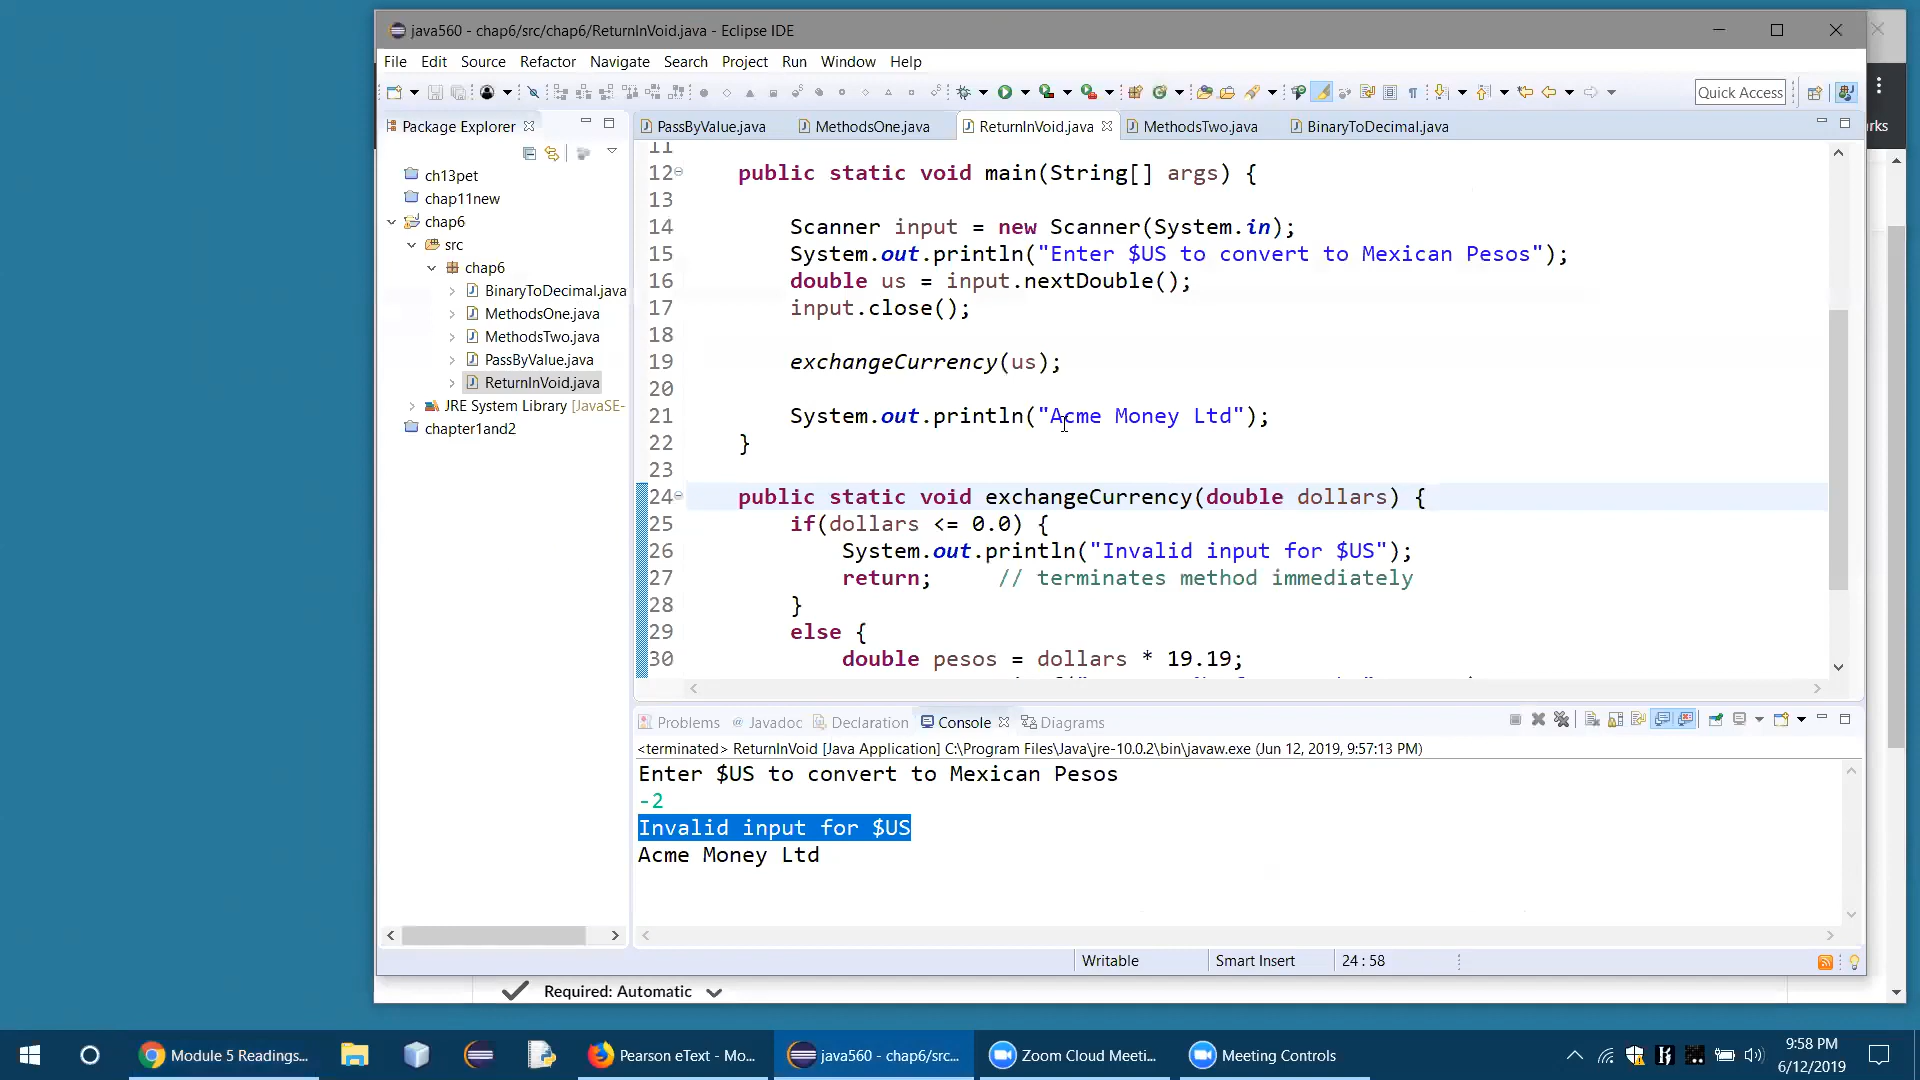 java560 - chap6/src/chap6/ReturnInVoid.java - Eclipse IDE
File Edit Source Refactor Navigate Search Project Run Window Help
Quick Access
Package Explorer
PassByValue.java MethodsOne.java ReturnInVoid.java MethodsTwo.java BinaryToDecimal.java
rks
ch13pet
chap11new
chap6
src
chap6
BinaryToDecimal.java
MethodsOne.java
MethodsTwo.java
PassByValue.java
ReturnInVoid.java
JRE System Library [JavaSE-
chapter1and2
11
12 public static void main(String[] args) {
13
14 Scanner input = new Scanner(System.in);
15 System.out.println("Enter $US to convert to Mexican Pesos");
16 double us = input.nextDouble();
17 input.close();
18
19 exchangeCurrency(us);
20
21 System.out.println("Acme Money Ltd");
22 }
23
24 public static void exchangeCurrency(double dollars) {
25 if(dollars <= 0.0) {
26 System.out.println("Invalid input for $US");
27 return; // terminates method immediately
28 }
29 else {
30 double pesos = dollars * 19.19;
Problems Javadoc Declaration Console Diagrams
<terminated> ReturnInVoid [Java Application] C:\Program Files\Java\jre-10.0.2\bin\javaw.exe (Jun 12, 2019, 9:57:13 PM)
Enter $US to convert to Mexican Pesos
-2
Invalid input for $US
Acme Money Ltd
Writable Smart Insert 24 : 58
Required: Automatic
Module 5 Readings... Pearson eText - Mo... java560 - chap6/src... Zoom Cloud Meeti... Meeting Controls
9:58 PM
6/12/2019